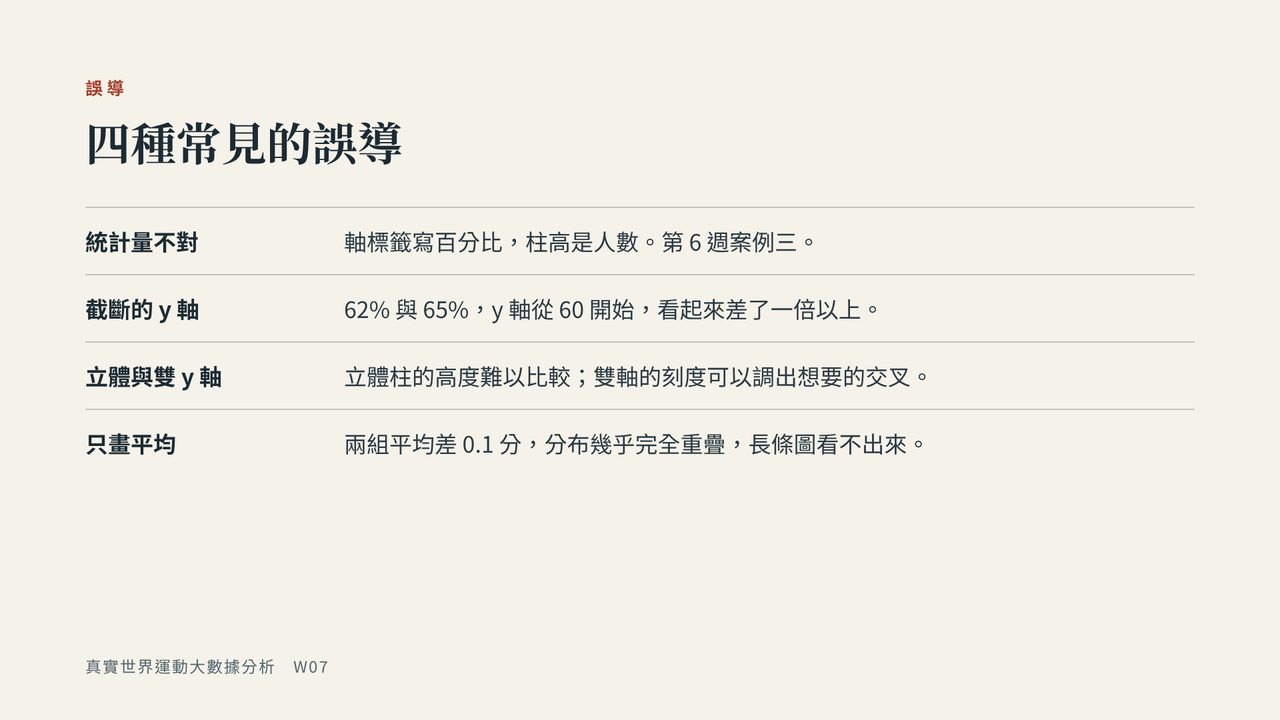 誤導
四種常見的誤導
統計量不對
軸標籤寫百分比，柱高是人數。第 6 週案例三。
截斷的 y 軸
62% 與 65%，y 軸從 60 開始，看起來差了一倍以上。
立體與雙 y 軸
立體柱的高度難以比較；雙軸的刻度可以調出想要的交叉。
只畫平均
兩組平均差 0.1 分，分布幾乎完全重疊，長條圖看不出來。
真實世界運動大數據分析 W07